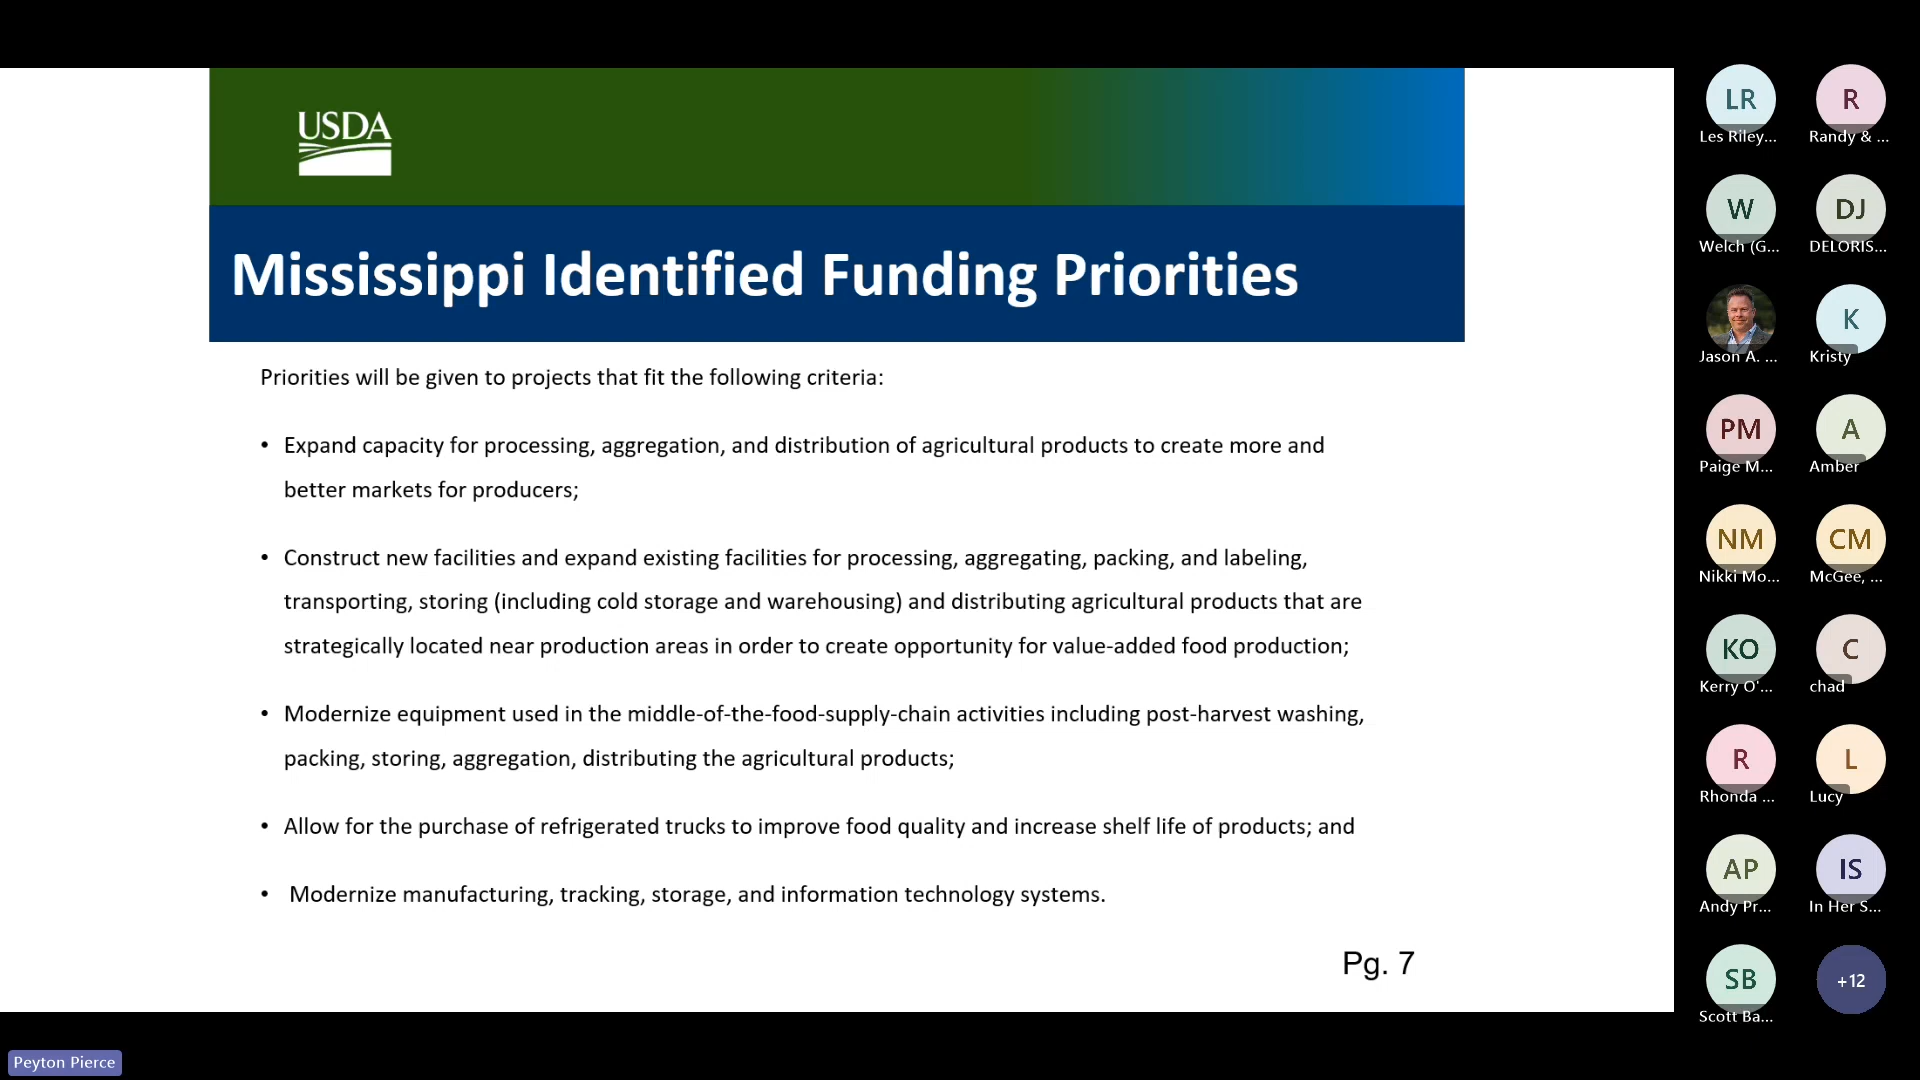 USDA
Mississippi Identified Funding Priorities
Priorities will be given to projects that fit the following criteria:
• Expand capacity for processing, aggregation, and distribution of agricultural products to create more and
better markets for producers;
• Construct new facilities and expand existing facilities for processing, aggregating, packing, and labeling,
transporting, storing (including cold storage and warehousing) and distributing agricultural products that are
strategically located near production areas in order to create opportunity for value-added food production;
• Modernize equipment used in the middle-of-the-food-supply-chain activities including post-harvest washing,
packing, storing, aggregation, distributing the agricultural products;
• Allow for the purchase of refrigerated trucks to improve food quality and increase shelf life of products; and
• Modernize manufacturing, tracking, storage, and information technology systems.
Pg. 7
LR
Les Riley...
R
Randy & ...
W
Welch (G...
DJ
DELORIS...
Jason A. ...
K
Kristy
PM
Paige M...
A
Amber
NM
Nikki Mo...
CM
McGee, ...
KO
Kerry O'...
C
chad
R
Rhonda ...
L
Lucy
AP
Andy Pr...
IS
In Her S...
SB
Scott Ba...
+12
Peyton Pierce